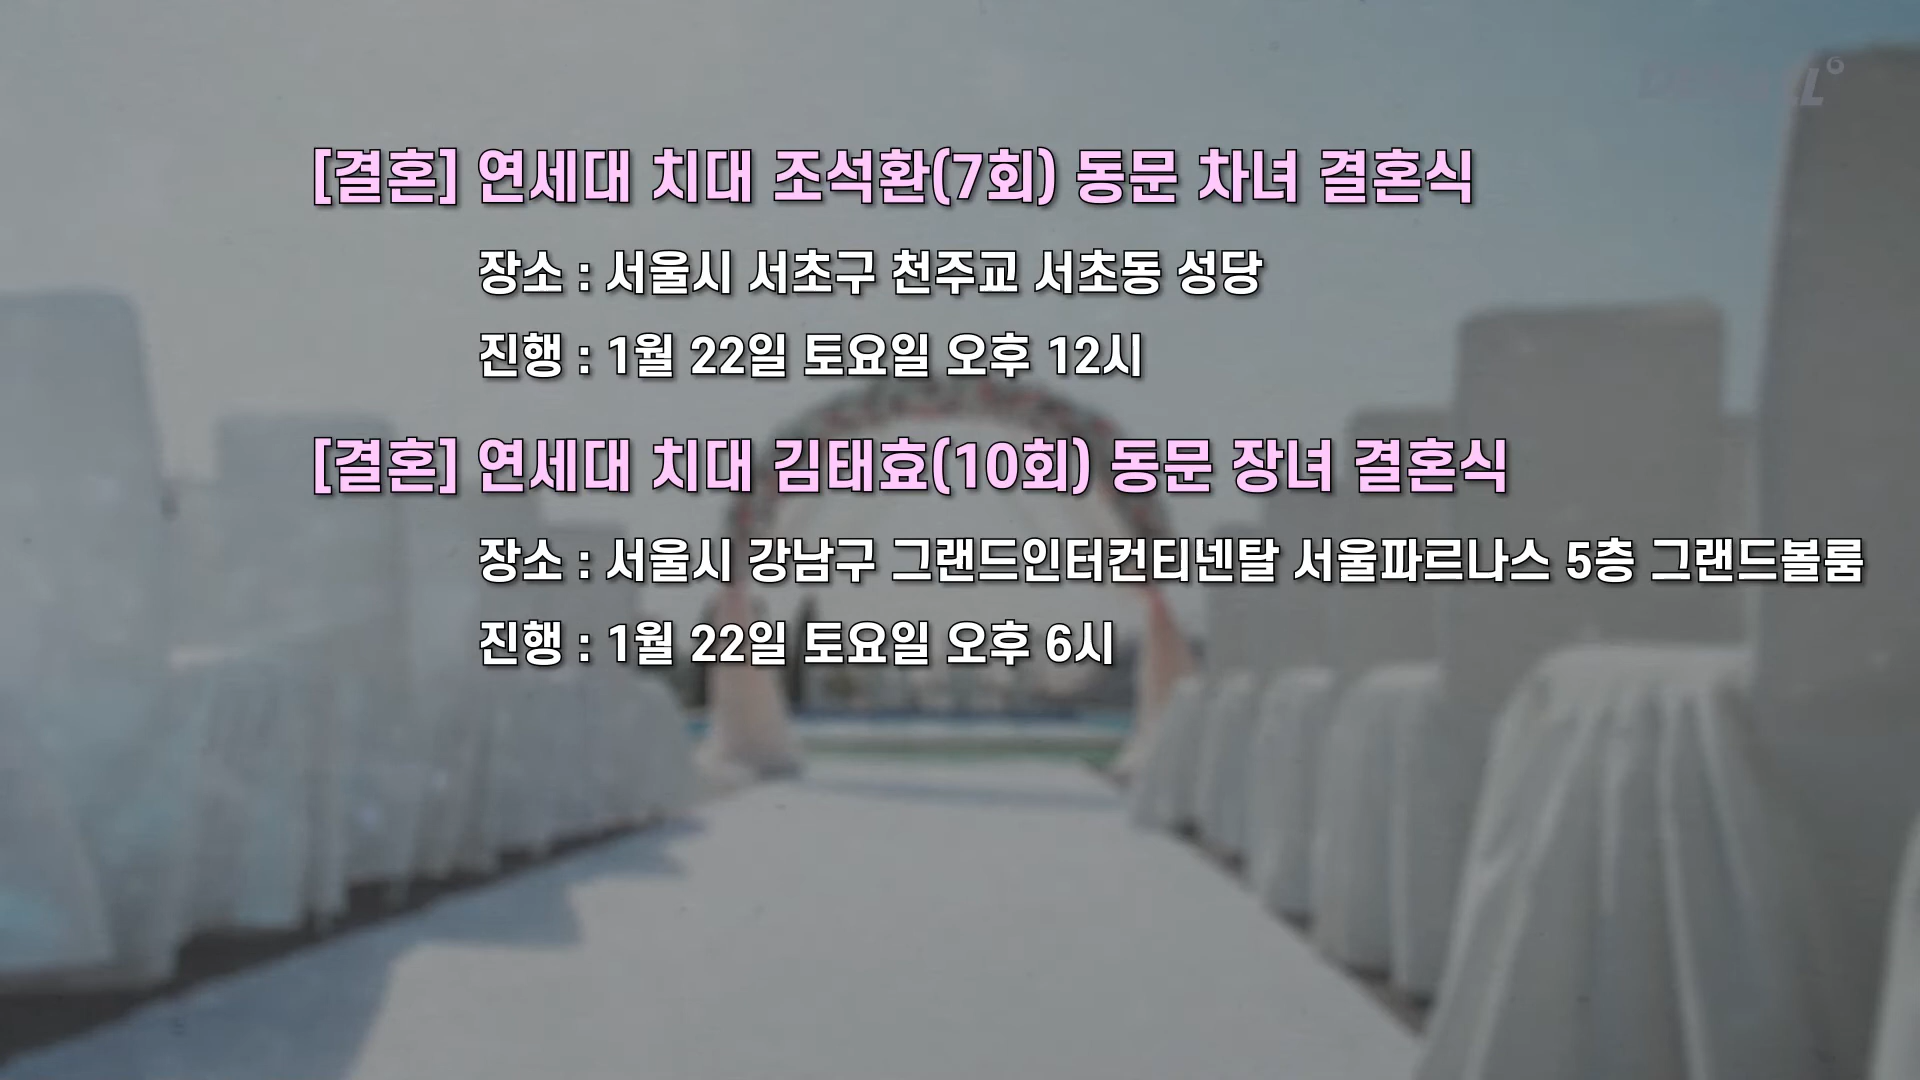 [결혼] 연세대 치대 조석환(7회) 동문 차녀 결혼식
장소 : 서울시 서초구 천주교 서초동 성당
진행 : 1월 22일 토요일 오후 12시
[결혼] 연세대 치대 김태효(10회) 동문 장녀 결혼식
장소 : 서울시 강남구 그랜드인터컨티넨탈 서울파르나스 5층 그랜드볼룸
진행 : 1월 22일 토요일 오후 6시